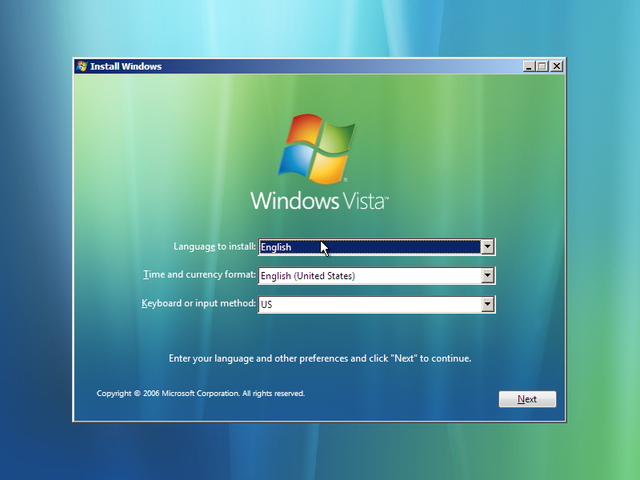 Install Windows
Windows Vista™
Language to install: English
Time and currency format: English (United States)
Keyboard or input method: US
Enter your language and other preferences and click "Next" to continue.
Copyright © 2006 Microsoft Corporation. All rights reserved.
Next